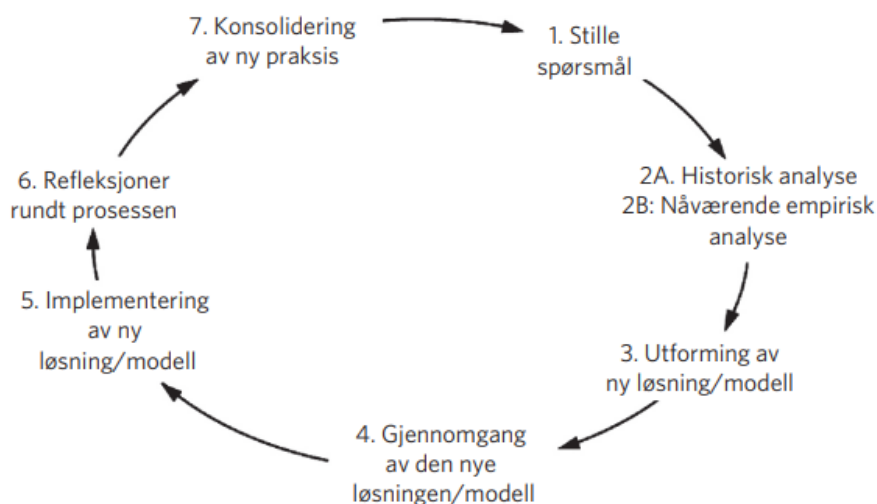 7. Konsolidering
av ny praksis
1. Stille
spørsmål
2A. Historisk analyse
2B: Nåværende empirisk
analyse
3. Utforming av
ny løsning/modell
4. Gjennomgang
av den nye
løsningen/modell
5. Implementering
av ny
løsning/modell
6. Refleksjoner
rundt prosessen